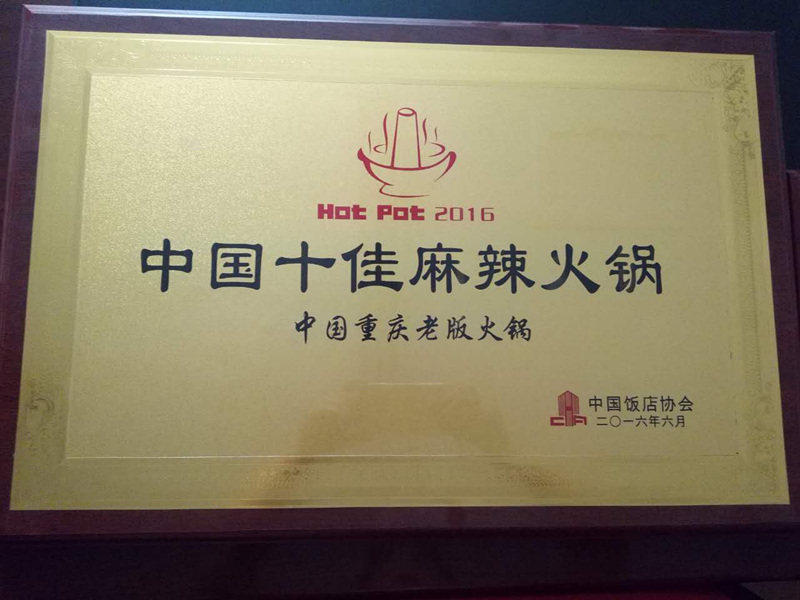 Hot Pot 2016
中国十佳麻辣火锅
中国重庆老版火锅
CHA
中国饭店协会
二〇一六年六月